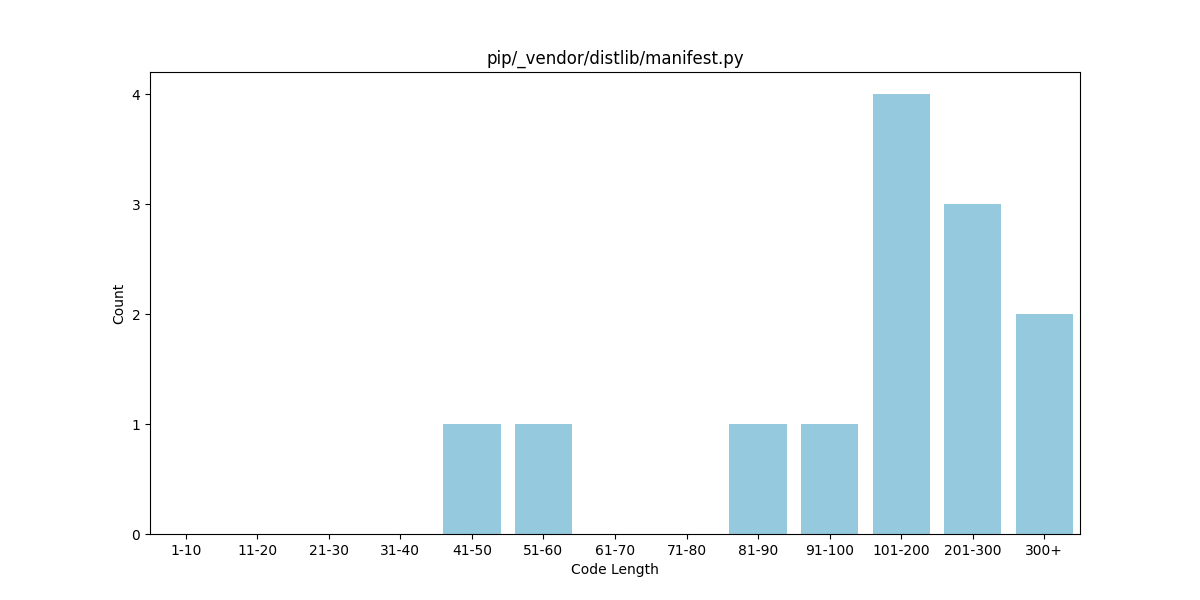 pip/_vendor/distlib/manifest.py
4
3
2
1
0
Count
1-10 11-20 21-30 31-40 41-50 51-60 61-70 71-80 81-90 91-100 101-200 201-300 300+
Code Length